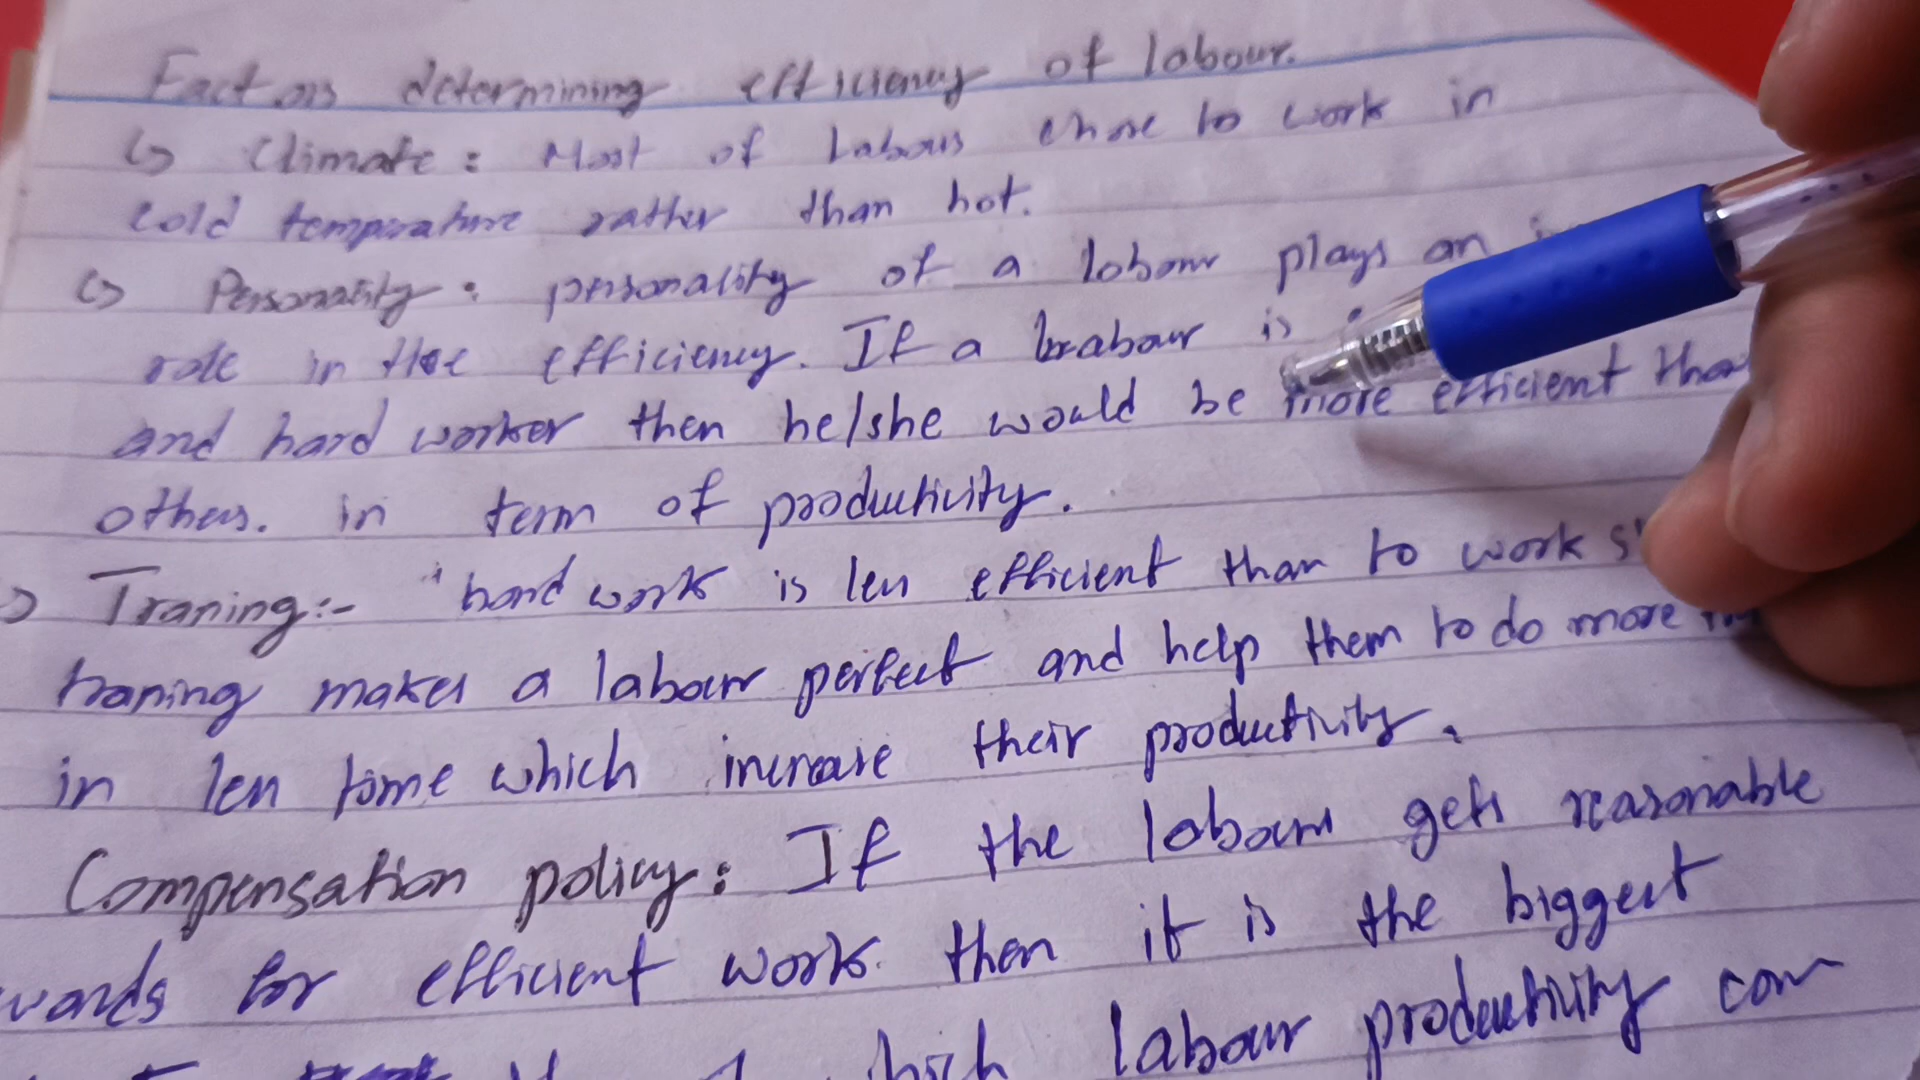 Factors determining efficiency of labour.
↳ Climate: Most of Labours chose to work in
cold temperature rather than hot.
↳ Personality: personality of a labour plays an
role in the efficiency. If a labour is
and hard worker then he/she would be more efficient than
others. in term of productivity.
Traning:- hard work is less efficient than to work
traning makes a labour perfect and help them to do more
in less time which increase their productivity.
Compensation policy: If the labours gets reasonable
wards for efficient work. then it is the biggest
labour productivity can